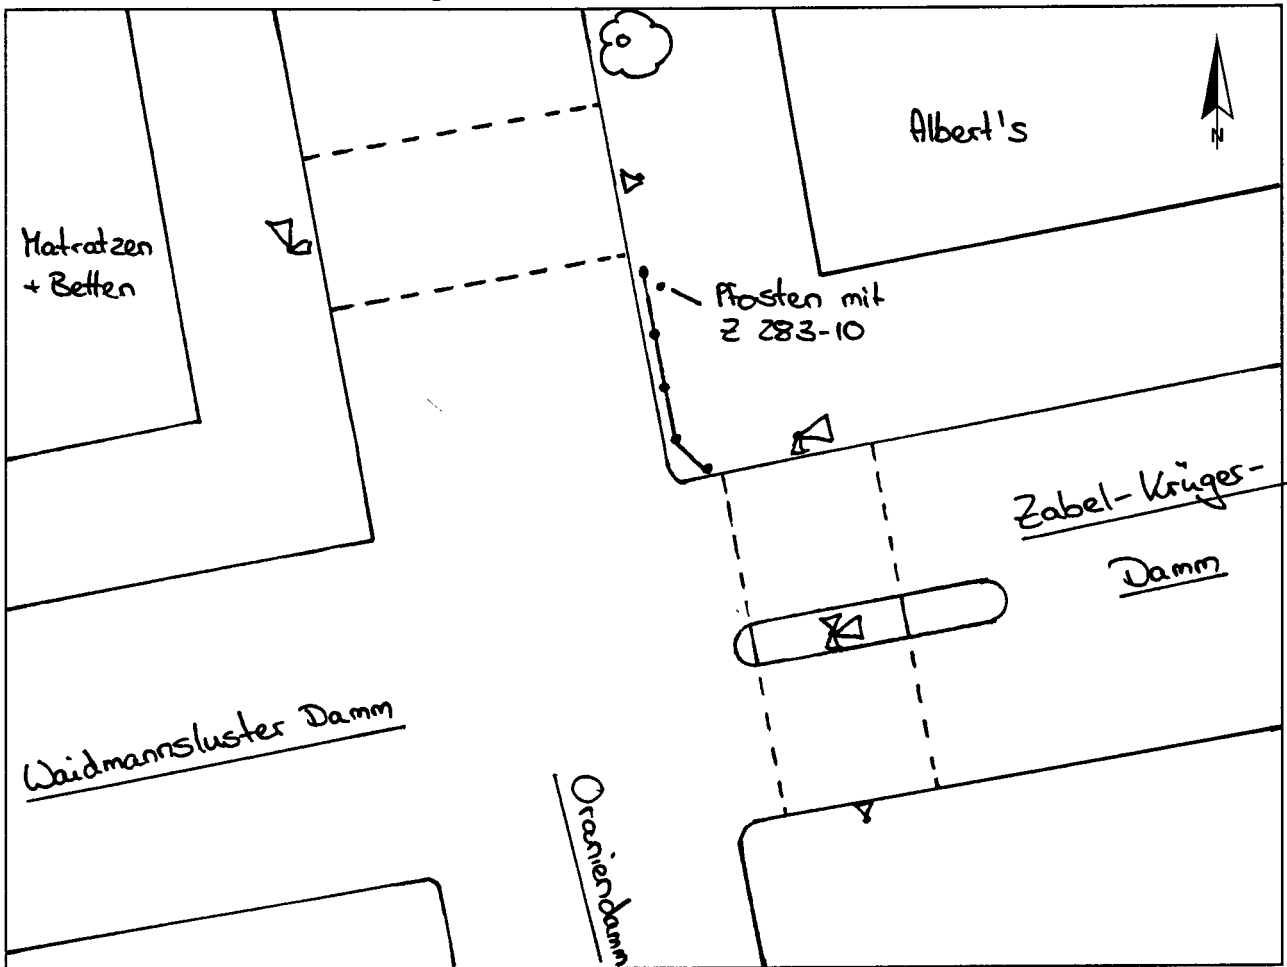 Albert's
N
Matratzen
+ Betten
Pfosten mit
Z 283-10
Zabel-Krüger-
Damm
Waidmannsluster Damm
Oraniendamm